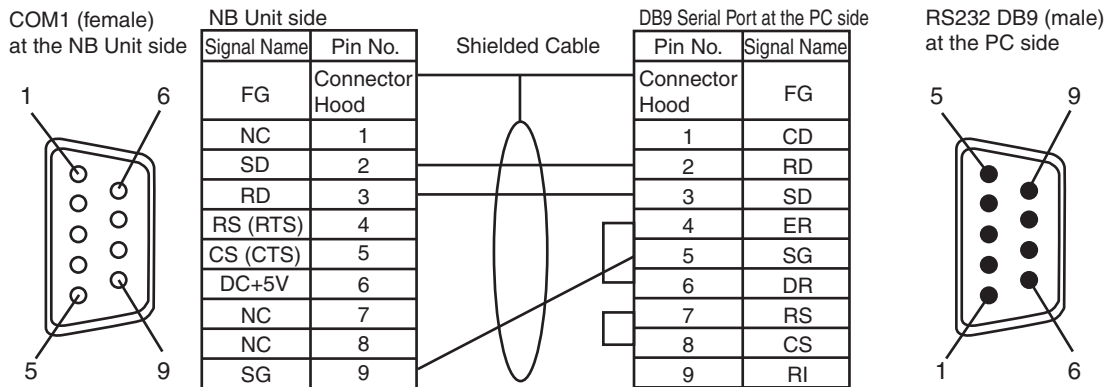 COM1 (female)
at the NB Unit side
1
6
5
9
NB Unit side
Signal Name Pin No.
FG Connector Hood
NC 1
SD 2
RD 3
RS (RTS) 4
CS (CTS) 5
DC+5V 6
NC 7
NC 8
SG 9
Shielded Cable
DB9 Serial Port at the PC side
Pin No. Signal Name
Connector Hood FG
1 CD
2 RD
3 SD
4 ER
5 SG
6 DR
7 RS
8 CS
9 RI
RS232 DB9 (male)
at the PC side
5
9
1
6